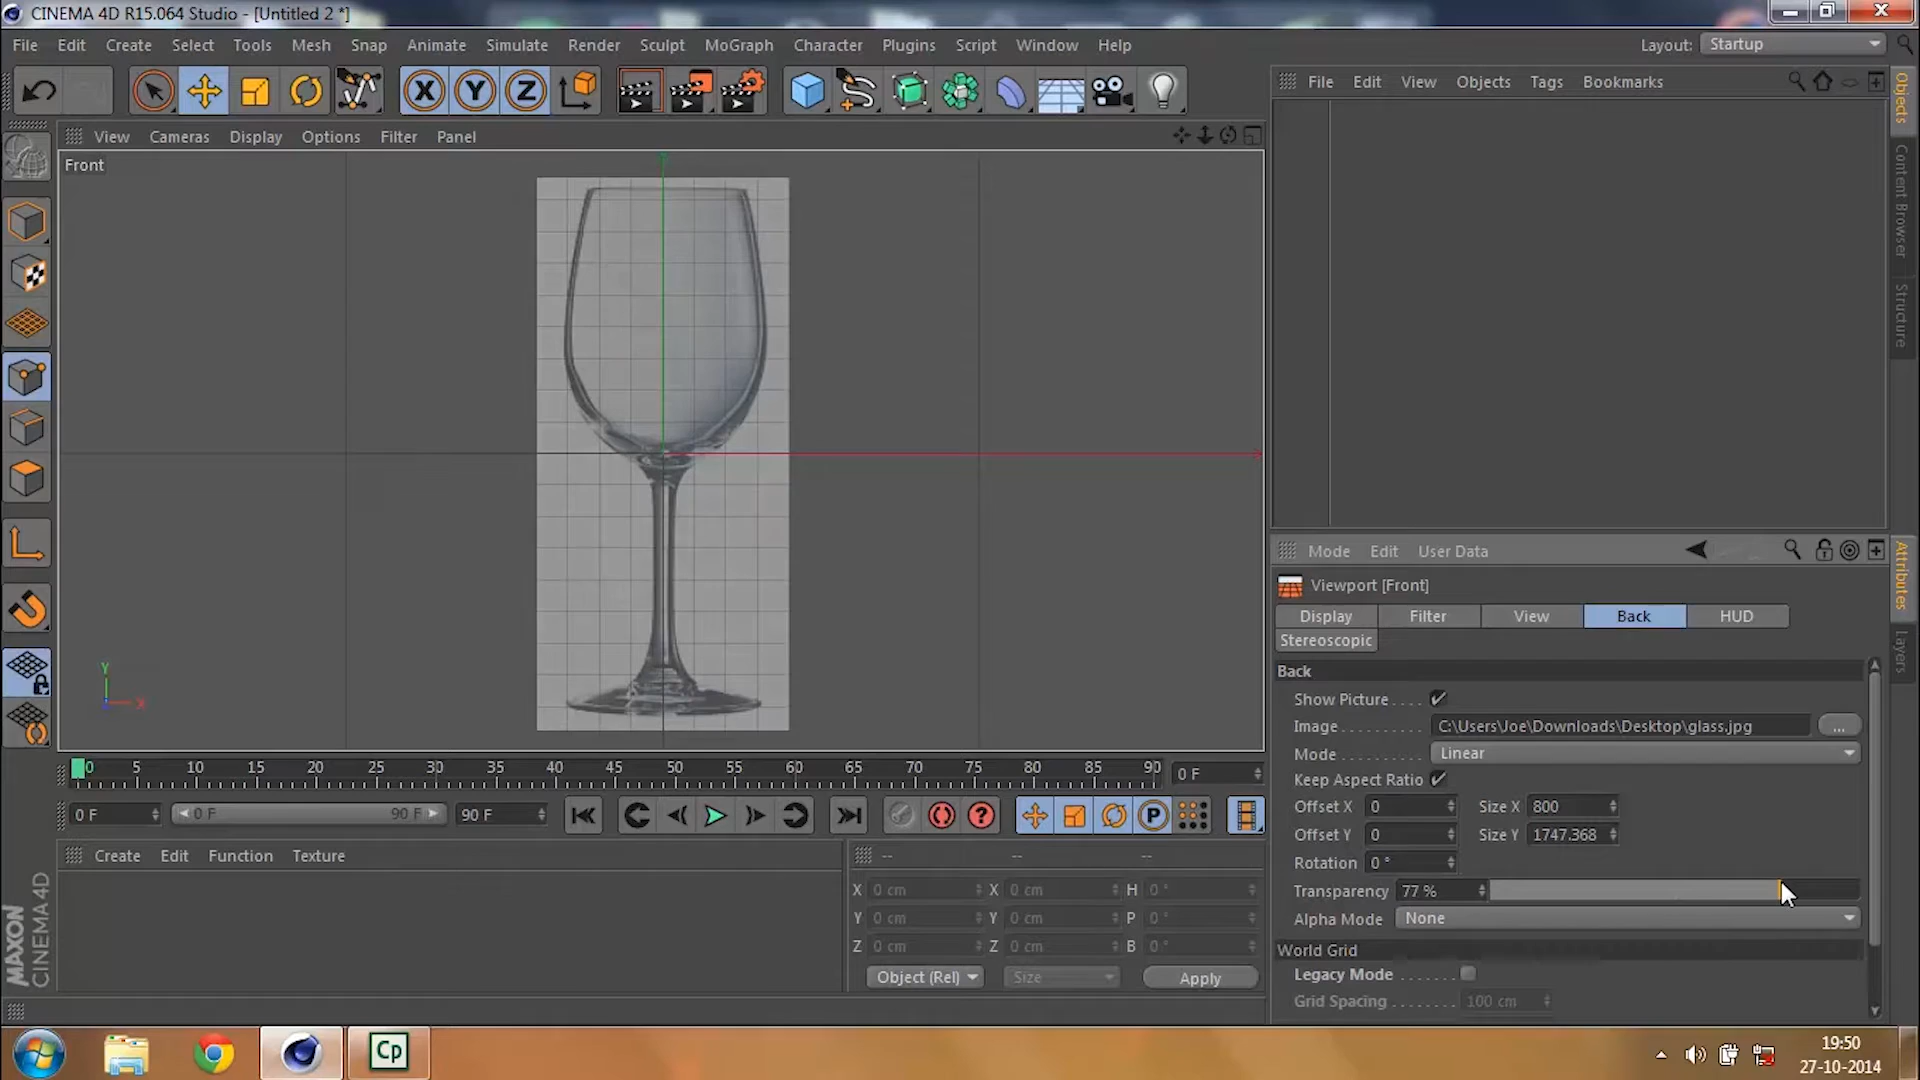 CINEMA 4D R15.064 Studio - [Untitled 2 *]
File Edit Create Select Tools Mesh Snap Animate Simulate Render Sculpt MoGraph Character Plugins Script Window Help Layout: Startup
X Y Z
File Edit View Objects Tags Bookmarks
Objects
Content Browser
Structure
View Cameras Display Options Filter Panel
Front
Y
X
Mode Edit User Data
Attributes
Layers
Viewport [Front]
Display Filter View Back HUD
Stereoscopic
Back
Show Picture . . . .
Image . . . . . . . . . . C:\Users\Joe\Downloads\Desktop\glass.jpg ...
Mode . . . . . . . . . . Linear
Keep Aspect Ratio
Offset X 0 Size X 800
Offset Y 0 Size Y 1747.368
Rotation 0 °
Transparency 77 %
Alpha Mode None
World Grid
Legacy Mode . . . . . . .
Grid Spacing . . . . . . . . 100 cm
0 5 10 15 20 25 30 35 40 45 50 55 60 65 70 75 80 85 90 0 F
0 F 0 F 90 F 90 F P
Create Edit Function Texture
-- -- --
X 0 cm X 0 cm H 0 °
Y 0 cm Y 0 cm P 0 °
Z 0 cm Z 0 cm B 0 °
Object (Rel) Size Apply
MAXON
CINEMA 4D
Cp
19:50
27-10-2014